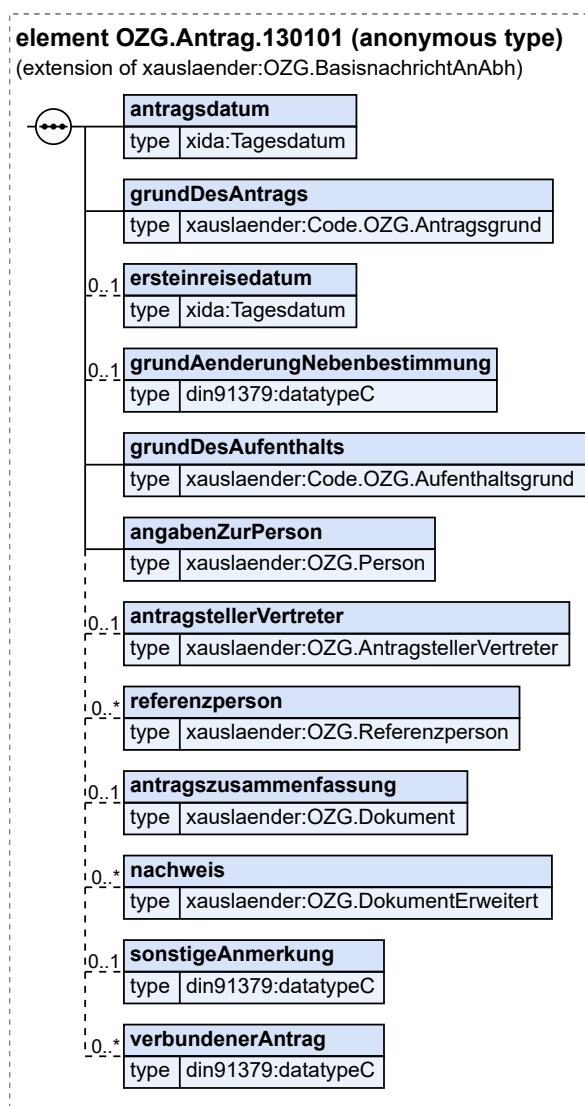 element OZG.Antrag.130101 (anonymous type)
(extension of xauslaender:OZG.BasisnachrichtAnAbh)
antragsdatum
type xida:Tagesdatum
grundDesAntrags
type xauslaender:Code.OZG.Antragsgrund
0..1 ersteinreisedatum
type xida:Tagesdatum
0..1 grundAenderungNebenbestimmung
type din91379:datatypeC
grundDesAufenthalts
type xauslaender:Code.OZG.Aufenthaltsgrund
angabenZurPerson
type xauslaender:OZG.Person
0..1 antragstellerVertreter
type xauslaender:OZG.AntragstellerVertreter
0..* referenzperson
type xauslaender:OZG.Referenzperson
0..1 antragszusammenfassung
type xauslaender:OZG.Dokument
0..* nachweis
type xauslaender:OZG.DokumentErweitert
0..1 sonstigeAnmerkung
type din91379:datatypeC
0..* verbundenerAntrag
type din91379:datatypeC